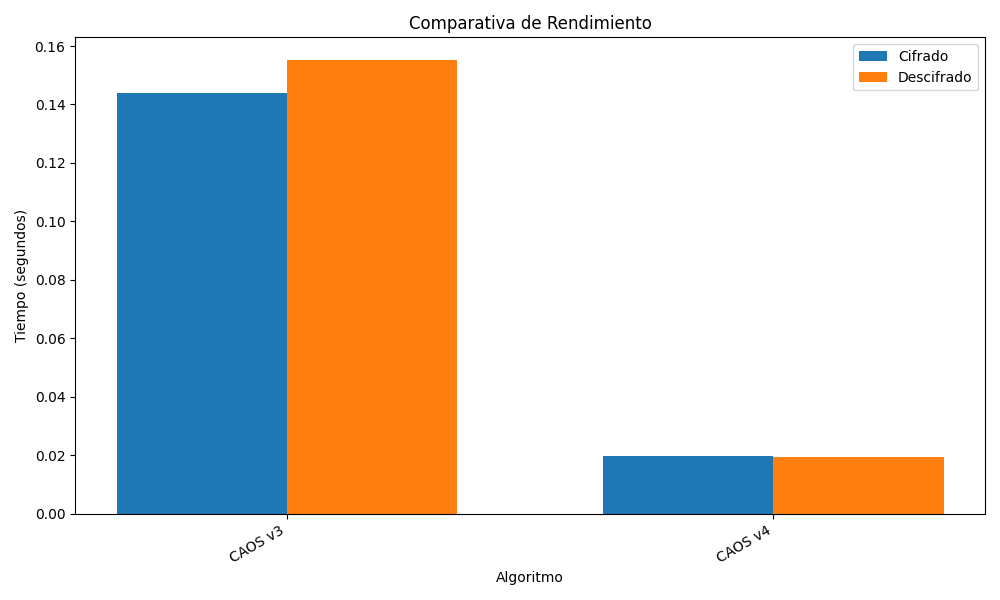 Comparativa de Rendimiento
Cifrado
Descifrado
Tiempo (segundos)
0.16
0.14
0.12
0.10
0.08
0.06
0.04
0.02
0.00
CAOS v3
CAOS v4
Algoritmo